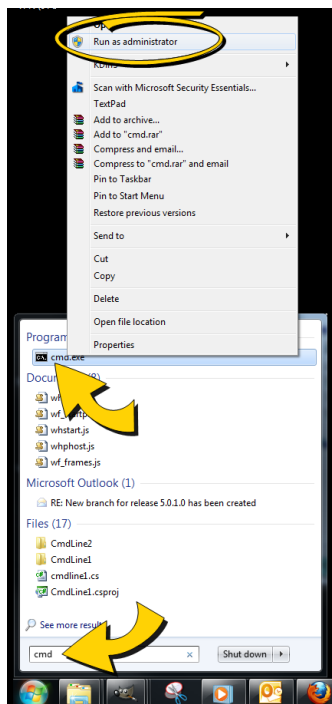 Run as administrator
Scan with Microsoft Security Essentials...
TextPad
Add to archive...
Add to "cmd.rar"
Compress and email...
Compress to "cmd.rar" and email
Pin to Taskbar
Pin to Start Menu
Restore previous versions
Send to
Cut
Copy
Delete
Open file location
Properties
cmd.exe
(8)
whstart.js
whphost.js
wf_frames.js
Microsoft Outlook (1)
RE: New branch for release 5.0.1.0 has been created
Files (17)
CmdLine2
CmdLine1
cmdline1.cs
CmdLine1.csproj
See more results
cmd
Shut down